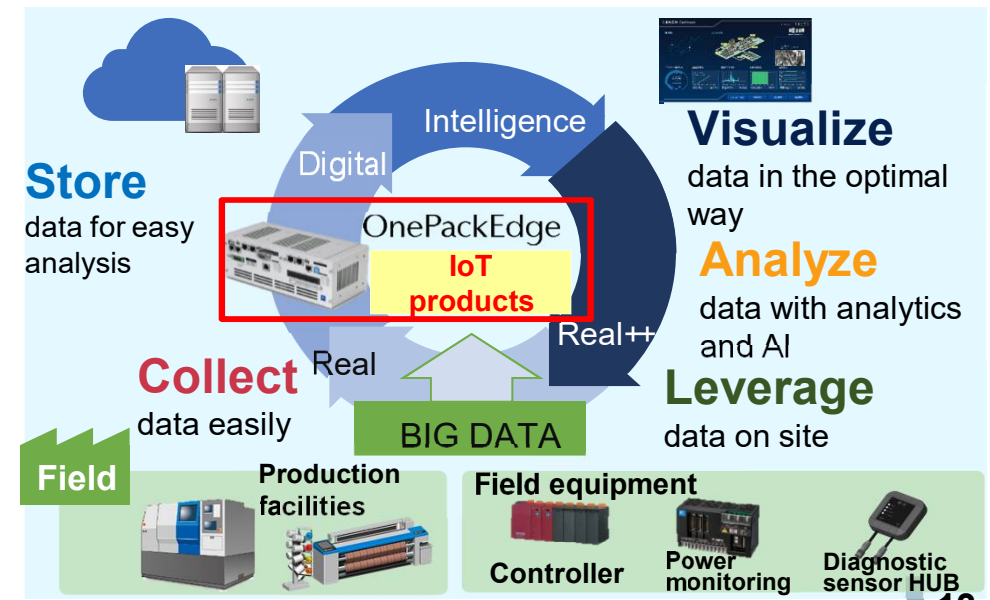 Intelligence
Digital
Store
data for easy
analysis
OnePackEdge
IoT
products
Visualize
data in the optimal
way
Analyze
data with analytics
and AI
Real++
Real
Collect
data easily
Leverage
data on site
BIG DATA
Field
Production
facilities
Field equipment
Controller
Power
monitoring
Diagnostic
sensor HUB